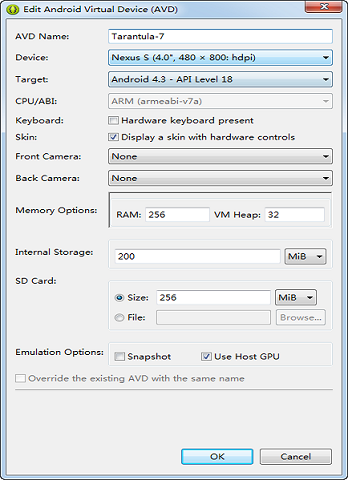 Edit Android Virtual Device (AVD)
AVD Name: Tarantula-7
Device: Nexus S (4.0", 480 × 800: hdpi)
Target: Android 4.3 - API Level 18
CPU/ABI: ARM (armeabi-v7a)
Keyboard: Hardware keyboard present
Skin: Display a skin with hardware controls
Front Camera: None
Back Camera: None
Memory Options: RAM: 256 VM Heap: 32
Internal Storage: 200 MiB
SD Card:
Size: 256 MiB
File: Browse...
Emulation Options: Snapshot Use Host GPU
Override the existing AVD with the same name
OK Cancel